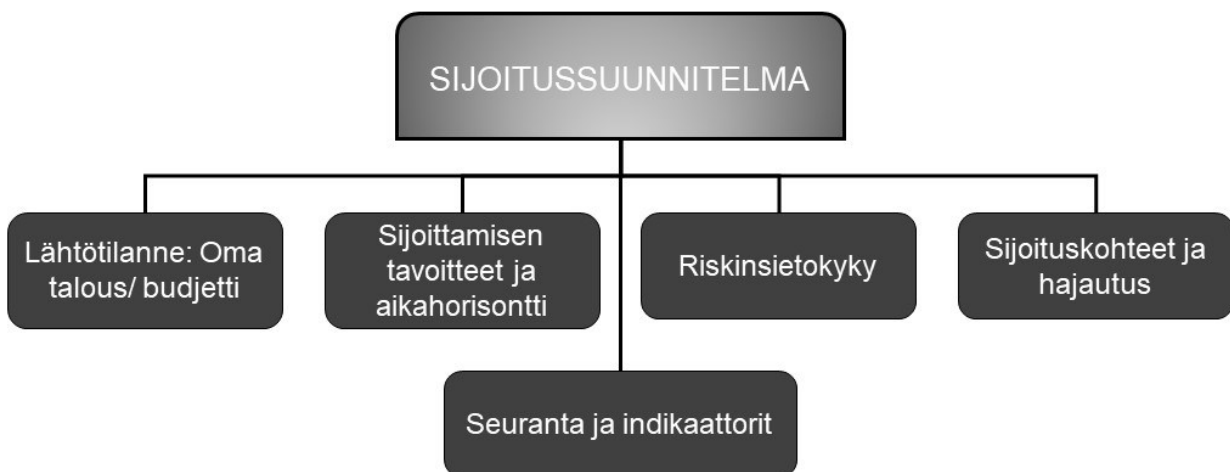 SIJOITUSSUUNNITELMA
Lähtötilanne: Oma
talous/ budjetti
Sijoittamisen
tavoitteet ja
aikahorisontti
Riskinsietokyky
Sijoituskohteet ja
hajautus
Seuranta ja indikaattorit